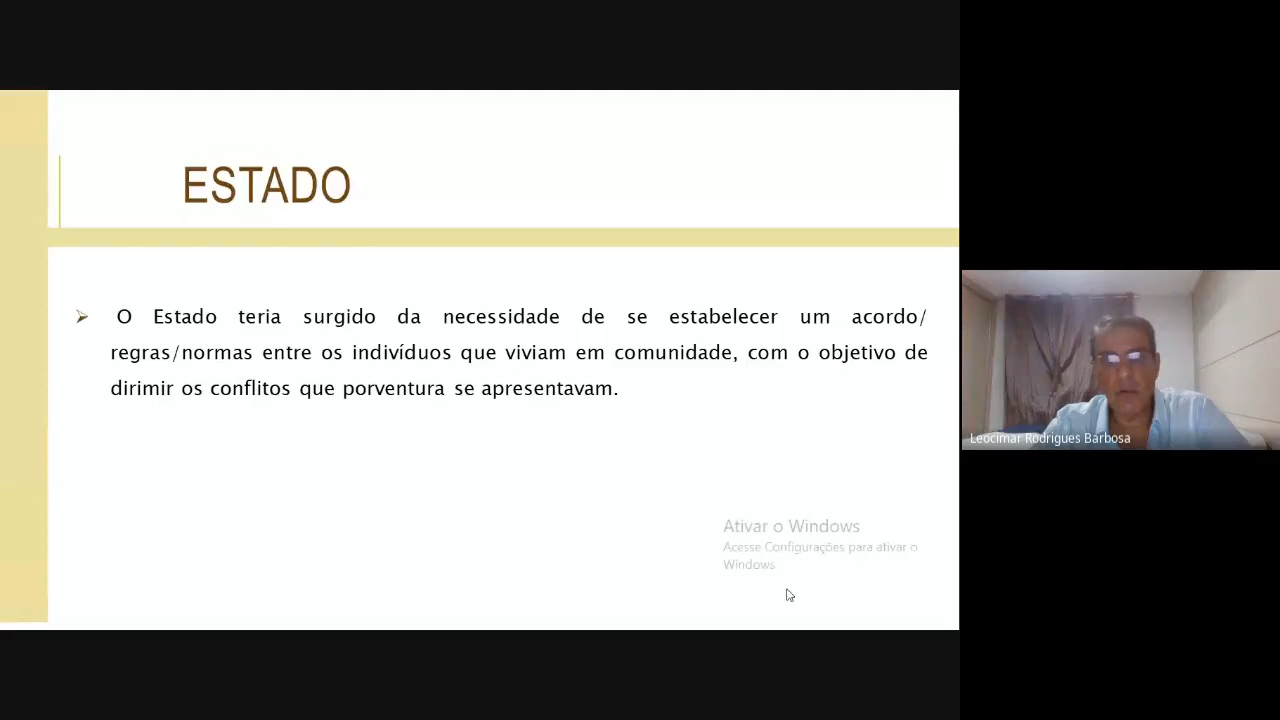 ESTADO
O Estado teria surgido da necessidade de se estabelecer um acordo/
regras/normas entre os indivíduos que viviam em comunidade, com o objetivo de
dirimir os conflitos que porventura se apresentavam.
Ativar o Windows
Acesse Configurações para ativar o
Windows.
Leocimar Rodrigues Barbosa